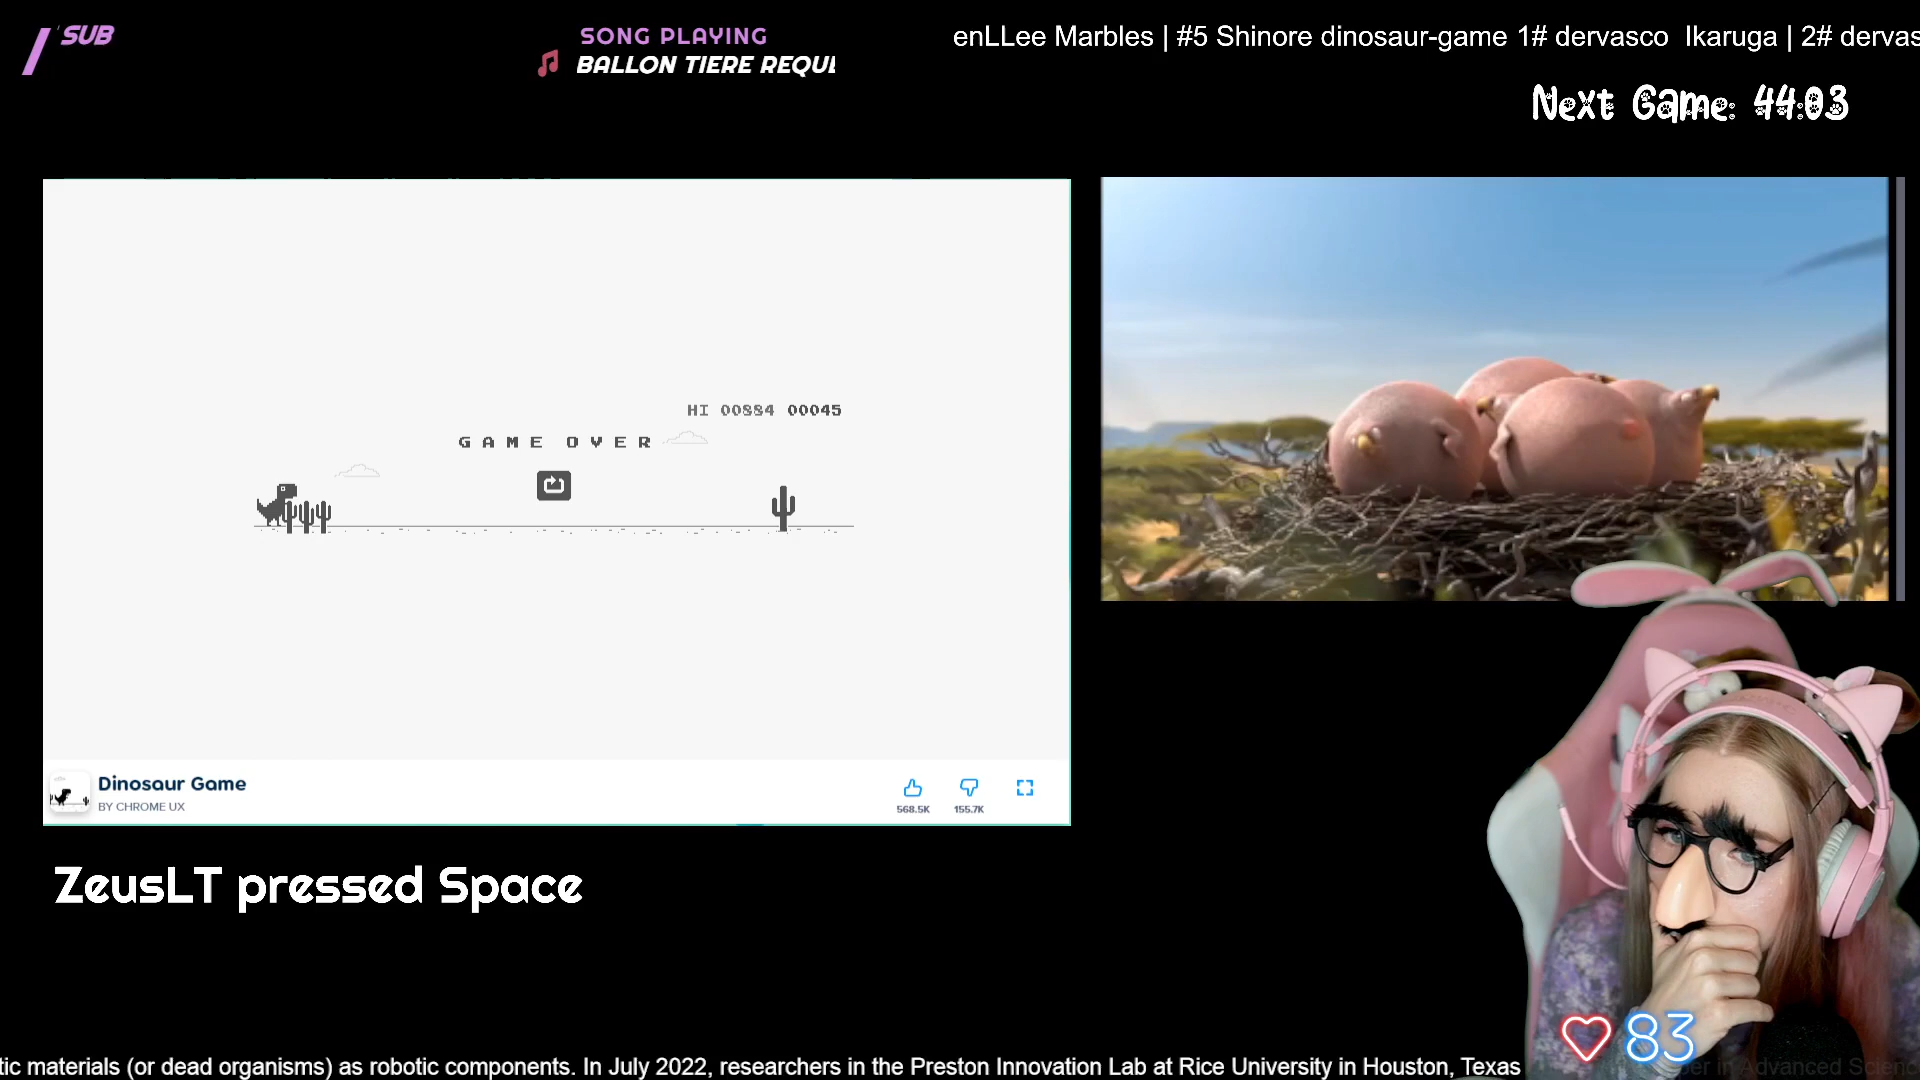 SUB
SONG PLAYING
BALLON TIERE
enLLee Marbles | #5 Shinore dinosaur-game 1# dervasco  Ikaruga | 2# dervas
Next Game: 44:03
HI 00884 00045
GAME OVER
Dinosaur Game
BY CHROME UX
568.5K
155.7K
ZeusLT pressed Space
83
tic materials (or dead organisms) as robotic components. In July 2022, researchers in the Preston Innovation Lab at Rice University in Houston, Texas
in Advanced Scienc